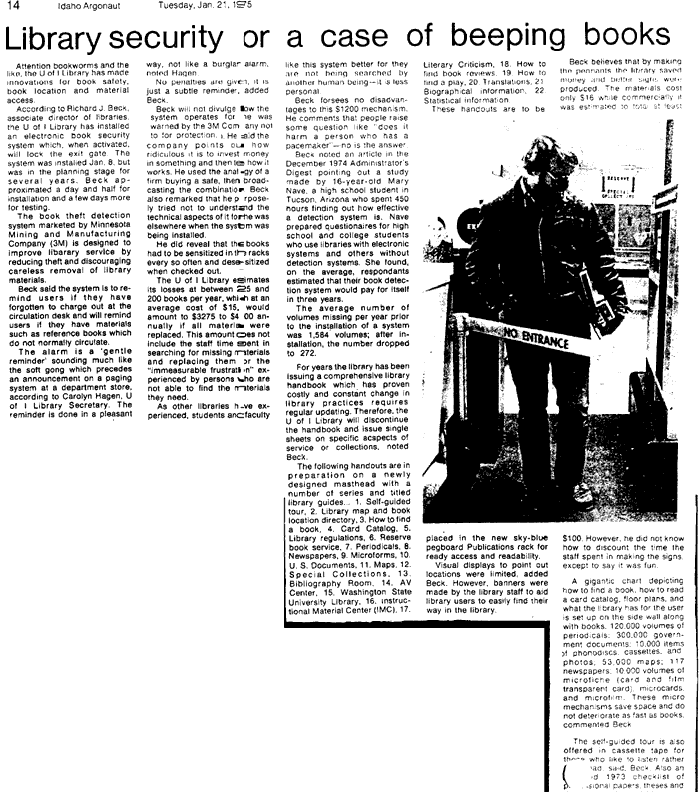 14 Idaho Argonaut Tuesday, Jan. 21, 1975
Library security or a case of beeping books
Attention bookworms and the
like, the U of I Library has made
innovations for book safety,
book location and material
access.
According to Richard J. Beck,
associate director of libraries,
the U of I Library has installed
an electronic book security
system which, when activated,
will lock the exit gate. The
system was installed Jan. 8, but
was in the planning stage for
several years. Beck ap-
proximated a day and half for
installation and a few days more
for testing.
The book theft detection
system marketed by Minnesota
Mining and Manufacturing
Company (3M) is designed to
improve libarary service by
reducing theft and discouraging
careless removal of library
materials.
Beck said the system is to re-
mind users if they have
forgotten to charge out at the
circulation desk and will remind
users if they have materials
such as reference books which
do not normally circulate.
The alarm is a 'gentle
reminder' sounding much like
the soft gong which precedes
an announcement on a paging
system at a department store,
according to Carolyn Hagen, U
of I Library Secretary. The
reminder is done in a pleasant
way, not like a burglar alarm,
noted Hagen.
No penalties are given, it is
just a subtle reminder, added
Beck.
Beck will not divulge how the
system operates for he was
warned by the 3M Company not
to for protection. He said the
company points out how
ridiculous it is to invest money
in something and then tell how it
works. He used the analogy of a
firm buying a safe, then broad-
casting the combination. Beck
also remarked that he purpose-
ly tried not to understand the
technical aspects of it for he was
elsewhere when the system was
being installed.
He did reveal that the books
had to be sensitized in the racks
every so often and desensitized
when checked out.
The U of I Library estimates
its losses at between 225 and
200 books per year, which at an
average cost of $15, would
amount to $3275 to $4 00 an-
nually if all material were
replaced. This amount does not
include the staff time spent in
searching for missing materials
and replacing them or the
"immeasurable frustration" ex-
perienced by persons who are
not able to find the materials
they need.
As other libraries have ex-
perienced, students and faculty
like this system better for they
are not being searched by
another human being—it is less
personal.
Beck forsees no disadvan-
tages to this $1200 mechanism.
He comments that people raise
some question like "does it
harm a person who has a
pacemaker"—no is the answer.
Beck noted an article in the
December 1974 Administrator's
Digest pointing out a study
made by 16-year-old Mary
Nave, a high school student in
Tucson, Arizona who spent 450
hours finding out how effective
a detection system is. Nave
prepared questionaires for high
school and college students
who use libraries with electronic
systems and others without
detection systems. She found,
on the average, respondants
estimated that their book detec-
tion system would pay for itself
in three years.
The average number of
volumes missing per year prior
to the installation of a system
was 1,584 volumes; after in-
stallation, the number dropped
to 272.
For years the library has been
issuing a comprehensive library
handbook which has proven
costly and constant change in
library practices requires
regular updating. Therefore, the
U of I Library will discontinue
the handbook and issue single
sheets on specific acspects of
service or collections, noted
Beck.
The following handouts are in
preparation on a newly
designed masthead with a
number of series and titled
library guides... 1. Self-guided
tour, 2. Library map and book
location directory, 3. How to find
a book, 4. Card Catalog, 5.
Library regulations, 6. Reserve
book service, 7. Periodicals, 8.
Newspapers, 9. Microforms, 10.
U. S. Documents, 11. Maps, 12.
Special Collections, 13.
Bibliography Room, 14. AV
Center, 15. Washington State
University Library, 16. Instruc-
tional Material Center (IMC), 17.
Literary Criticism, 18. How to
find book reviews, 19. How to
find a play, 20. Translations, 21
Biographical information, 22
Statistical information.
These handouts are to be
RESERVE
SPECIAL
COLLECTIONS
EX
NO ENTRANCE
placed in the new sky-blue
pegboard Publications rack for
ready access and readability.
Visual displays to point out
locations were limited, added
Beck. However, banners were
made by the library staff to aid
library users to easily find their
way in the library.
Beck believes that by making
the pennants the library saved
money and better signs were
produced. The materials cost
only $16 while commercially it
was estimated to total at least
$100. However, he did not know
how to discount the time the
staff spent in making the signs,
except to say it was fun.
A gigantic chart depicting
how to find a book, how to read
a card catalog, floor plans, and
what the library has for the user
is set up on the side wall along
with books, 120,000 volumes of
periodicals; 300,000 govern-
ment documents; 10,000 items
of phonodiscs, cassettes, and
photos; 53,000 maps; 117
newspapers; 10,000 volumes of
microfiche (card and film
transparent card), microcards,
and microfilm. These micro
mechanisms save space and do
not deteriorate as fast as books,
commented Beck
The self-guided tour is also
offered in cassette tape for
those who like to listen rather
said, Beck. Also an
1973 checklist of
papers, theses and